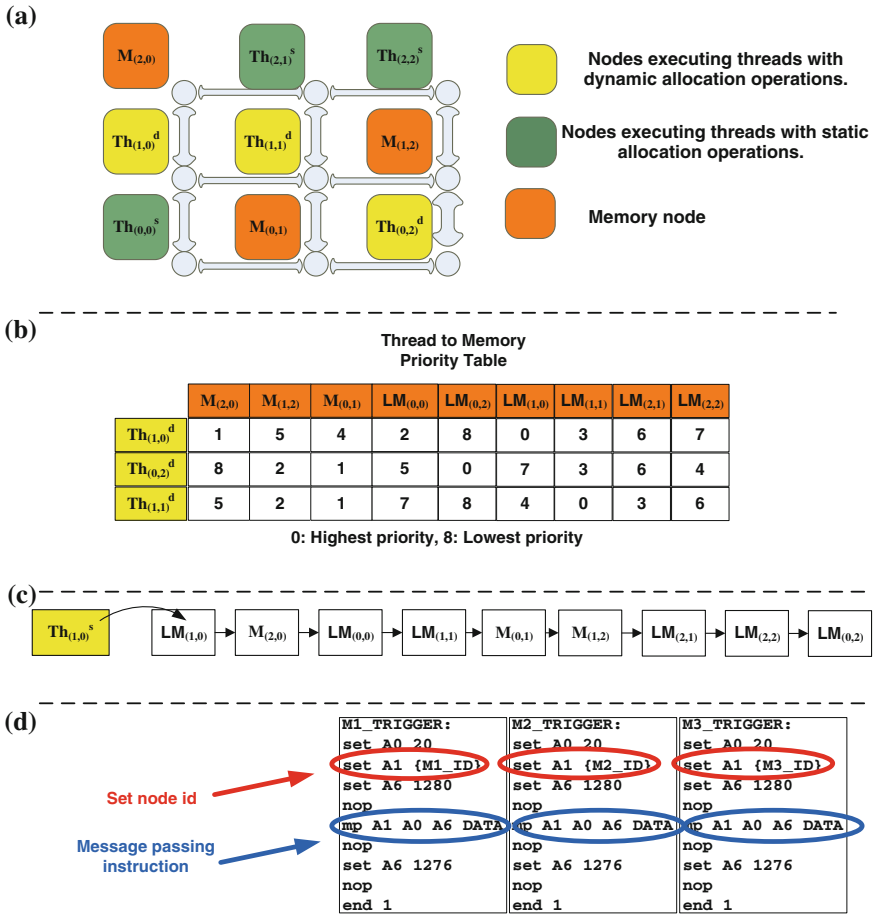 (a)
M(2,0) Th(2,1)s Th(2,2)s
Nodes executing threads with
dynamic allocation operations.
Th(1,0)d Th(1,1)d M(1,2)
Nodes executing threads with static
allocation operations.
Th(0,0)s M(0,1) Th(0,2)d
Memory node
(b)
Thread to Memory
Priority Table
M(2,0) M(1,2) M(0,1) LM(0,0) LM(0,2) LM(1,0) LM(1,1) LM(2,1) LM(2,2)
Th(1,0)d 1 5 4 2 8 0 3 6 7
Th(0,2)d 8 2 1 5 0 7 3 6 4
Th(1,1)d 5 2 1 7 8 4 0 3 6
0: Highest priority, 8: Lowest priority
(c)
Th(1,0)s LM(1,0) M(2,0) LM(0,0) LM(1,1) M(0,1) M(1,2) LM(2,1) LM(2,2) LM(0,2)
(d)
Set node id
Message passing
instruction
M1_TRIGGER:
set A0 20
set A1 {M1_ID}
set A6 1280
nop
mp A1 A0 A6 DATA
nop
set A6 1276
nop
end 1
M2_TRIGGER:
set A0 20
set A1 {M2_ID}
set A6 1280
nop
mp A1 A0 A6 DATA
nop
set A6 1276
nop
end 1
M3_TRIGGER:
set A0 20
set A1 {M3_ID}
set A6 1280
nop
mp A1 A0 A6 DATA
nop
set A6 1276
nop
end 1